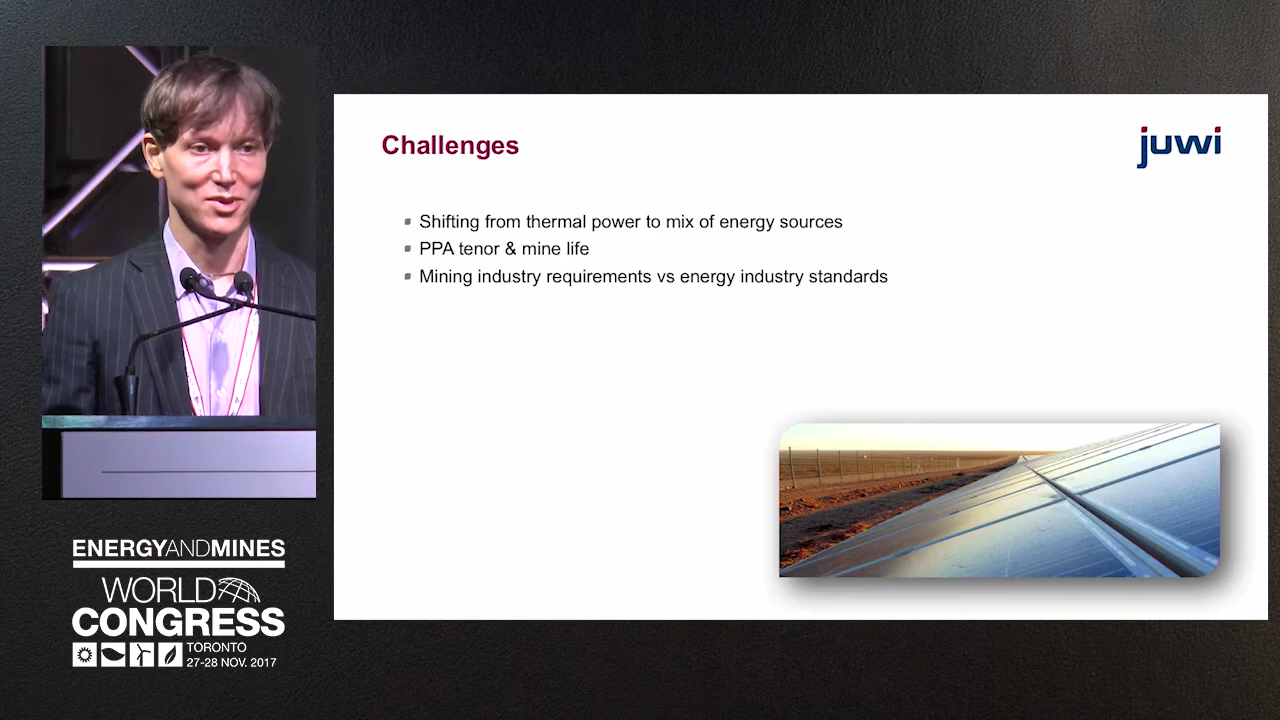 Challenges
juwi
Shifting from thermal power to mix of energy sources
PPA tenor & mine life
Mining industry requirements vs energy industry standards
ENERGYANDMINES
WORLD
CONGRESS
TORONTO
27-28 NOV. 2017